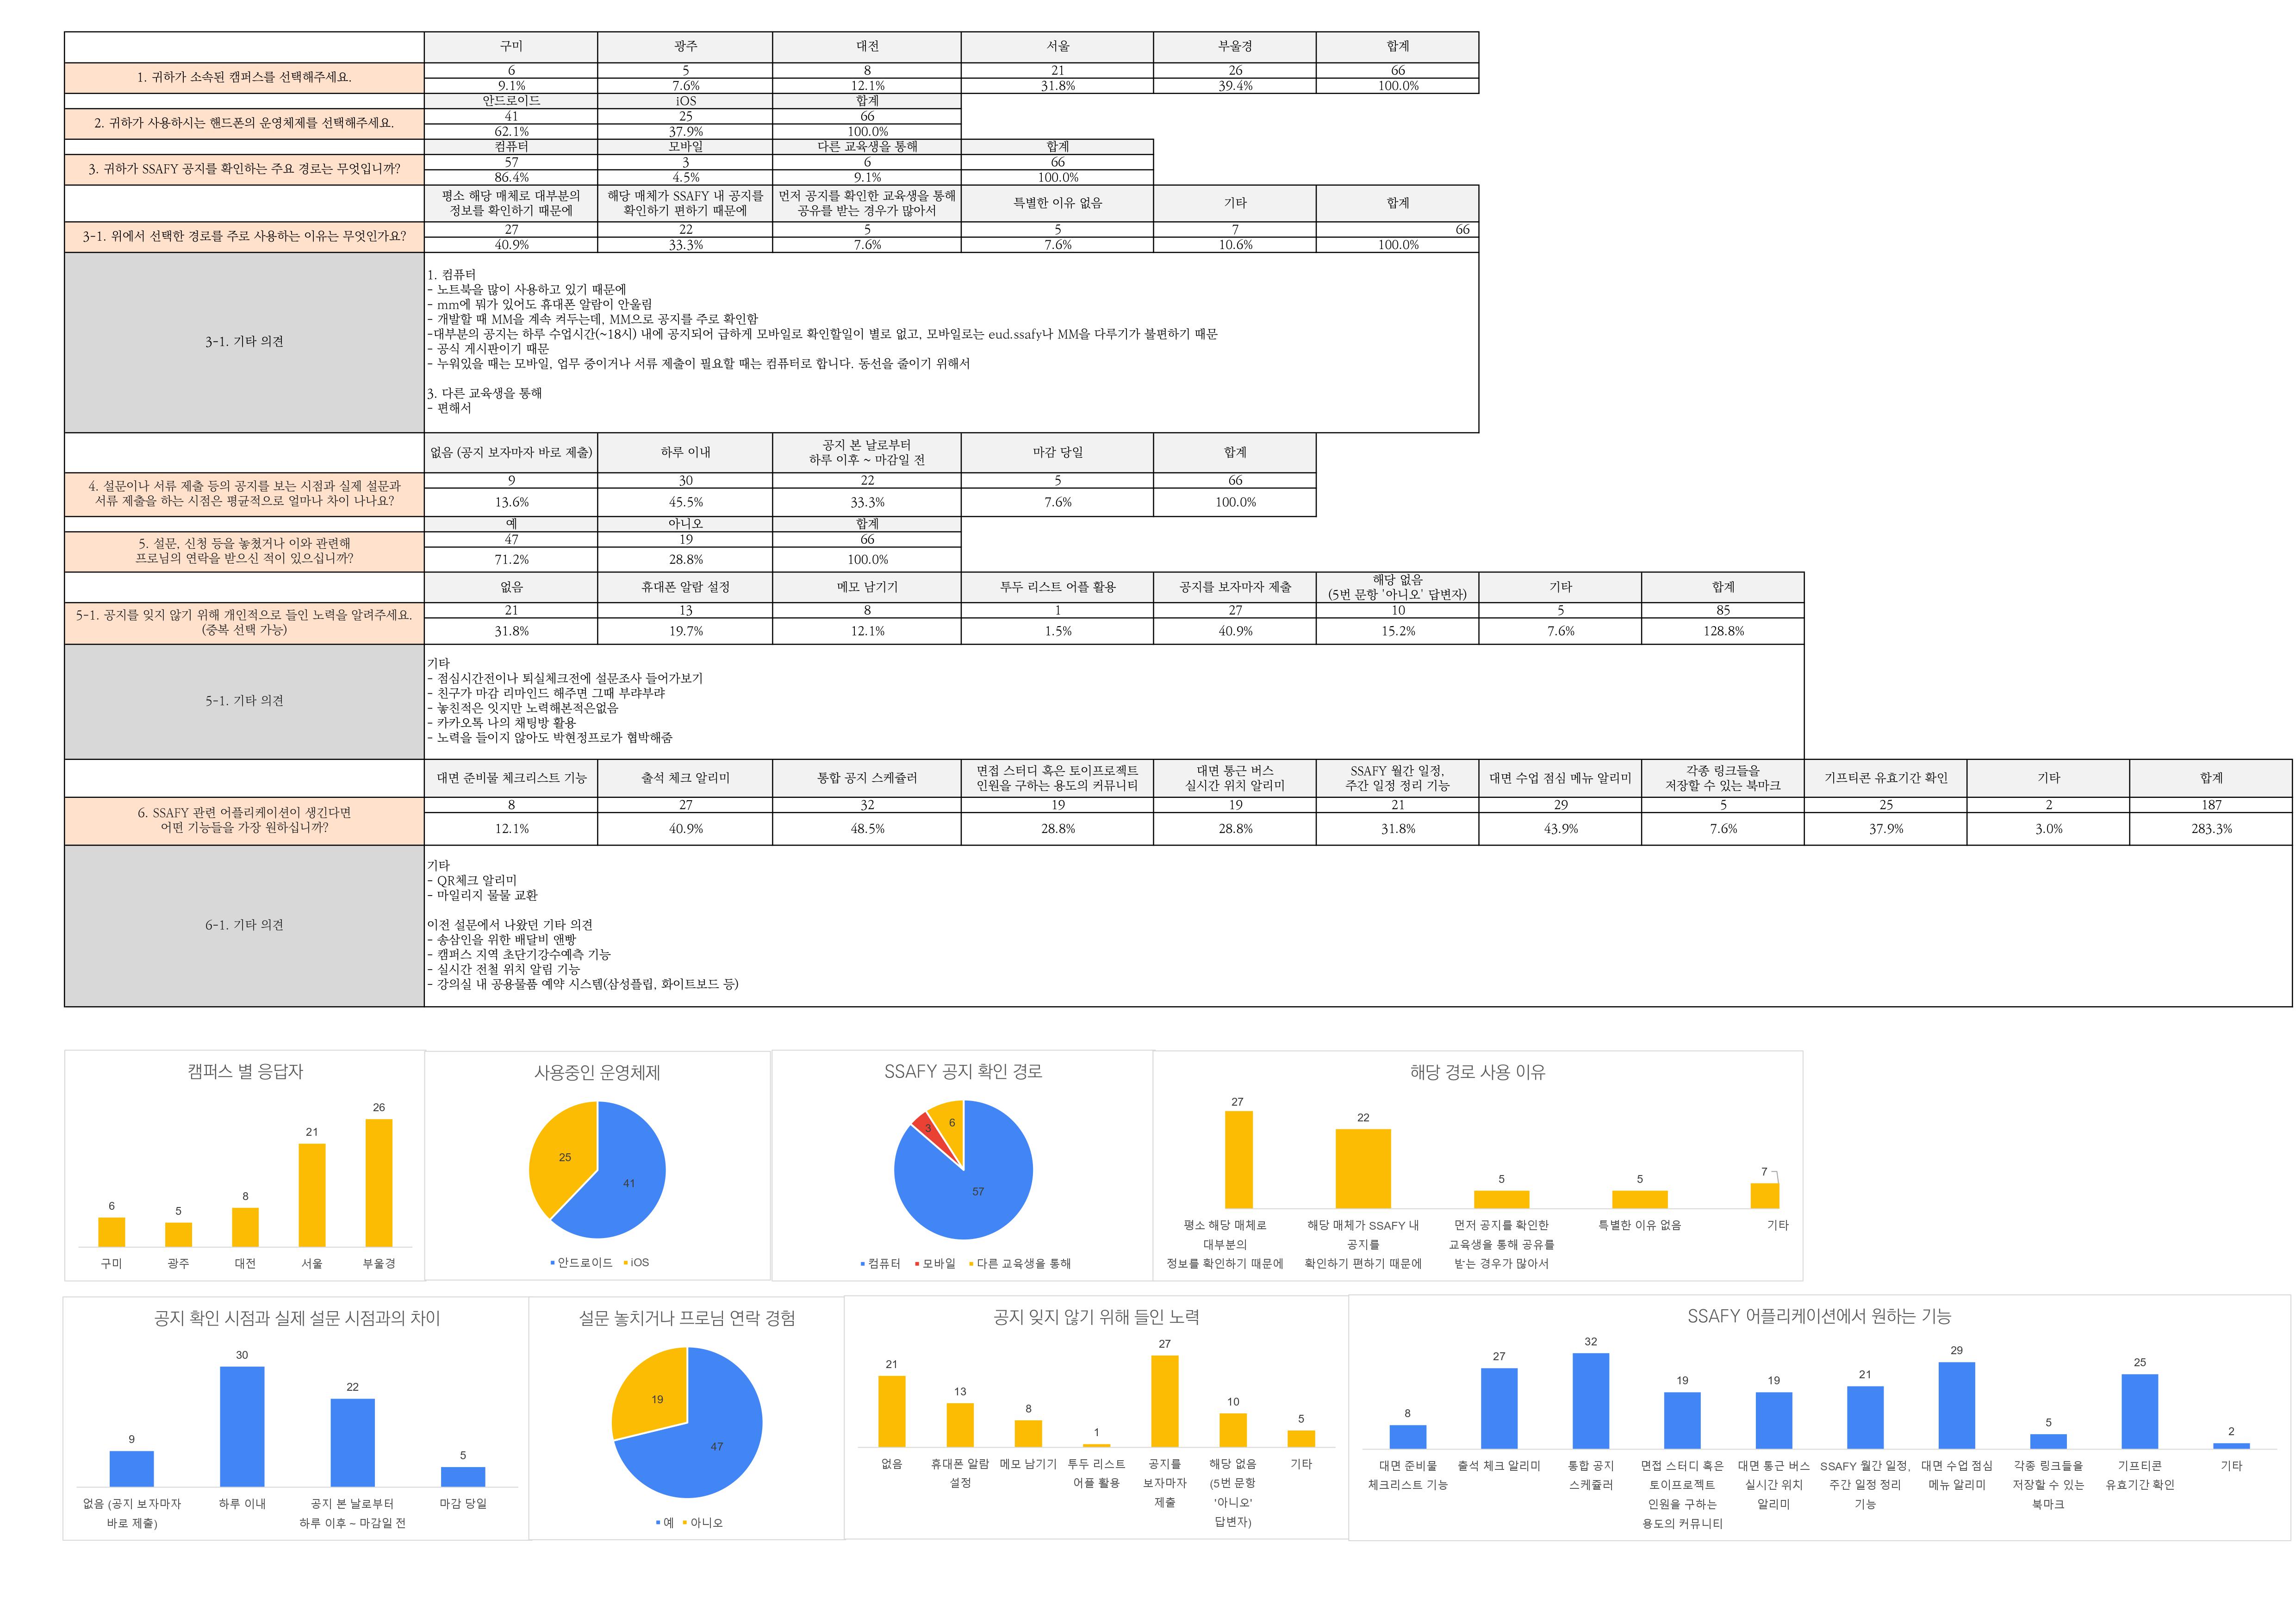 구미 광주 대전 서울 부울경 합계
1. 귀하가 소속된 캠퍼스를 선택해주세요.
6 5 8 21 26 66
9.1% 7.6% 12.1% 31.8% 39.4% 100.0%
안드로이드 iOS 합계
2. 귀하가 사용하시는 핸드폰의 운영체제를 선택해주세요.
41 25 66
62.1% 37.9% 100.0%
컴퓨터 모바일 다른 교육생을 통해 합계
3. 귀하가 SSAFY 공지를 확인하는 주요 경로는 무엇입니까?
57 3 6 66
86.4% 4.5% 9.1% 100.0%
평소 해당 매체로 대부분의
정보를 확인하기 때문에
해당 매체가 SSAFY 내 공지를
확인하기 편하기 때문에
먼저 공지를 확인한 교육생을 통해
공유를 받는 경우가 많아서
특별한 이유 없음
기타
합계
3-1. 위에서 선택한 경로를 주로 사용하는 이유는 무엇인가요?
27 22 5 5 7 66
40.9% 33.3% 7.6% 7.6% 10.6% 100.0%
3-1. 기타 의견
1. 컴퓨터
- 노트북을 많이 사용하고 있기 때문에
- mm에 뭐가 있어도 휴대폰 알람이 안울림
- 개발할 때 MM을 계속 켜두는데, MM으로 공지를 주로 확인함
-대부분의 공지는 하루 수업시간(~18시) 내에 공지되어 급하게 모바일로 확인할일이 별로 없고, 모바일로는 eud.ssafy나 MM을 다루기가 불편하기 때문
- 공식 게시판이기 때문
- 누워있을 때는 모바일, 업무 중이거나 서류 제출이 필요할 때는 컴퓨터로 합니다. 동선을 줄이기 위해서
3. 다른 교육생을 통해
- 편해서
없음 (공지 보자마자 바로 제출)
하루 이내
공지 본 날로부터
하루 이후 ~ 마감일 전
마감 당일
합계
4. 설문이나 서류 제출 등의 공지를 보는 시점과 실제 설문과
서류 제출을 하는 시점은 평균적으로 얼마나 차이 나나요?
9 30 22 5 66
13.6% 45.5% 33.3% 7.6% 100.0%
예 아니오 합계
5. 설문, 신청 등을 놓쳤거나 이와 관련해
프로님의 연락을 받으신 적이 있으십니까?
47 19 66
71.2% 28.8% 100.0%
없음
휴대폰 알람 설정
메모 남기기
투두 리스트 어플 활용
공지를 보자마자 제출
해당 없음
(5번 문항 '아니오' 답변자)
기타
합계
5-1. 공지를 잊지 않기 위해 개인적으로 들인 노력을 알려주세요.
(중복 선택 가능)
21 13 8 1 27 10 5 85
31.8% 19.7% 12.1% 1.5% 40.9% 15.2% 7.6% 128.8%
5-1. 기타 의견
기타
- 점심시간전이나 퇴실체크전에 설문조사 들어가보기
- 친구가 마감 리마인드 해주면 그때 부랴부랴
- 놓친적은 잇지만 노력해본적은없음
- 카카오톡 나의 채팅방 활용
- 노력을 들이지 않아도 박현정프로가 협박해줌
대면 준비물 체크리스트 기능
출석 체크 알리미
통합 공지 스케쥴러
면접 스터디 혹은 토이프로젝트
인원을 구하는 용도의 커뮤니티
대면 통근 버스
실시간 위치 알리미
SSAFY 월간 일정,
주간 일정 정리 기능
대면 수업 점심 메뉴 알리미
각종 링크들을
저장할 수 있는 북마크
기프티콘 유효기간 확인
기타
합계
6. SSAFY 관련 어플리케이션이 생긴다면
어떤 기능들을 가장 원하십니까?
8 27 32 19 19 21 29 5 25 2 187
12.1% 40.9% 48.5% 28.8% 28.8% 31.8% 43.9% 7.6% 37.9% 3.0% 283.3%
6-1. 기타 의견
기타
- QR체크 알리미
- 마일리지 물물 교환
이전 설문에서 나왔던 기타 의견
- 송삼인을 위한 배달비 앤빵
- 캠퍼스 지역 초단기강수예측 기능
- 실시간 전철 위치 알림 기능
- 강의실 내 공용물품 예약 시스템(삼성플립, 화이트보드 등)
캠퍼스 별 응답자
6 5 8 21 26
구미 광주 대전 서울 부울경
사용중인 운영체제
25 41
안드로이드 iOS
SSAFY 공지 확인 경로
3 6 57
컴퓨터 모바일 다른 교육생을 통해
해당 경로 사용 이유
27 22 5 5 7
평소 해당 매체로
대부분의
정보를 확인하기 때문에
해당 매체가 SSAFY 내
공지를
확인하기 편하기 때문에
먼저 공지를 확인한
교육생을 통해 공유를
받는 경우가 많아서
특별한 이유 없음
기타
공지 확인 시점과 실제 설문 시점과의 차이
9 30 22 5
없음 (공지 보자마자
바로 제출)
하루 이내
공지 본 날로부터
하루 이후 ~ 마감일 전
마감 당일
설문 놓치거나 프로님 연락 경험
19 47
예 아니오
공지 잊지 않기 위해 들인 노력
21 13 8 1 27 10 5
없음
휴대폰 알람
설정
메모 남기기
투두 리스트
어플 활용
공지를
보자마자
제출
해당 없음
(5번 문항
'아니오'
답변자)
기타
SSAFY 어플리케이션에서 원하는 기능
8 27 32 19 19 21 29 5 25 2
대면 준비물
체크리스트 기능
출석 체크 알리미
통합 공지
스케쥴러
면접 스터디 혹은
토이프로젝트
인원을 구하는
용도의 커뮤니티
대면 통근 버스
실시간 위치
알리미
SSAFY 월간 일정,
주간 일정 정리
기능
대면 수업 점심
메뉴 알리미
각종 링크들을
저장할 수 있는
북마크
기프티콘
유효기간 확인
기타